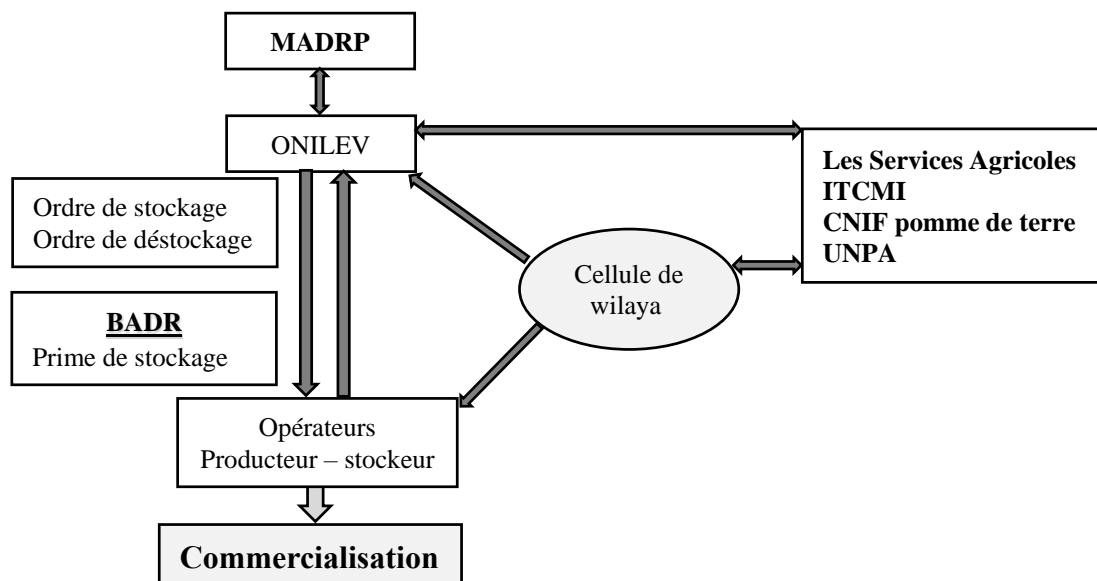 MADRP
ONILEV
Les Services Agricoles
ITCMI
CNIF pomme de terre
UNPA
Ordre de stockage
Ordre de déstockage
Cellule de
wilaya
BADR
Prime de stockage
Opérateurs
Producteur – stockeur
Commercialisation